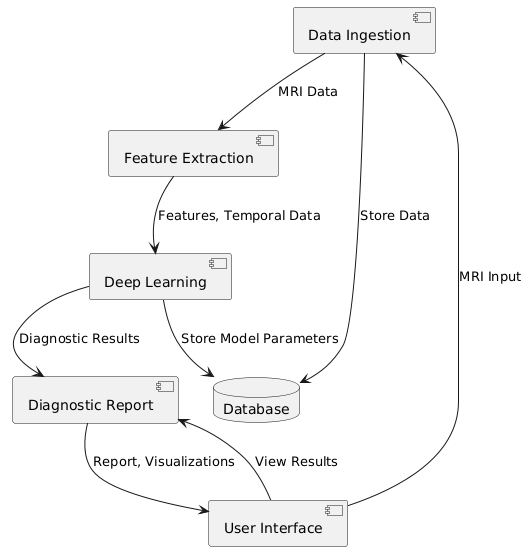 Data Ingestion
MRI Data
Feature Extraction
Features, Temporal Data
Store Data
MRI Input
Deep Learning
Diagnostic Results
Store Model Parameters
Diagnostic Report
Database
Report, Visualizations
View Results
User Interface